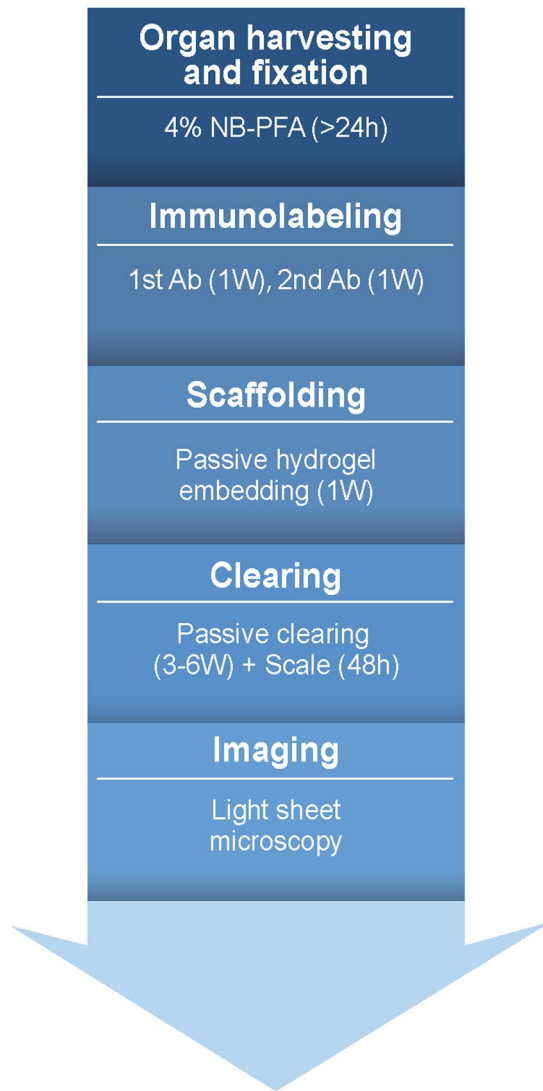 Organ harvesting
and fixation
4% NB-PFA (>24h)
Immunolabeling
1st Ab (1W), 2nd Ab (1W)
Scaffolding
Passive hydrogel
embedding (1W)
Clearing
Passive clearing
(3-6W) + Scale (48h)
Imaging
Light sheet
microscopy